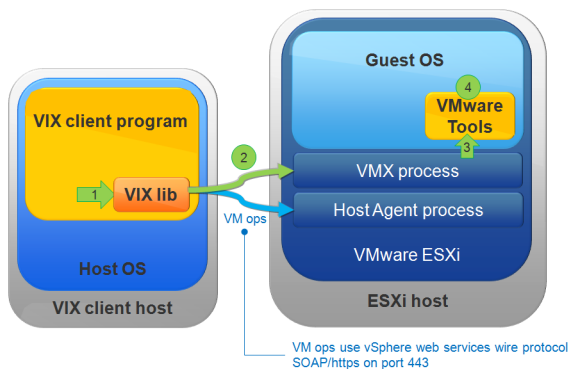 Guest OS
4
VMware
Tools
3
VIX client program
2
VMX process
1
VIX lib
VM ops
Host Agent process
VMware ESXi
Host OS
VIX client host
ESXi host
VM ops use vSphere web services wire protocol
SOAP/https on port 443